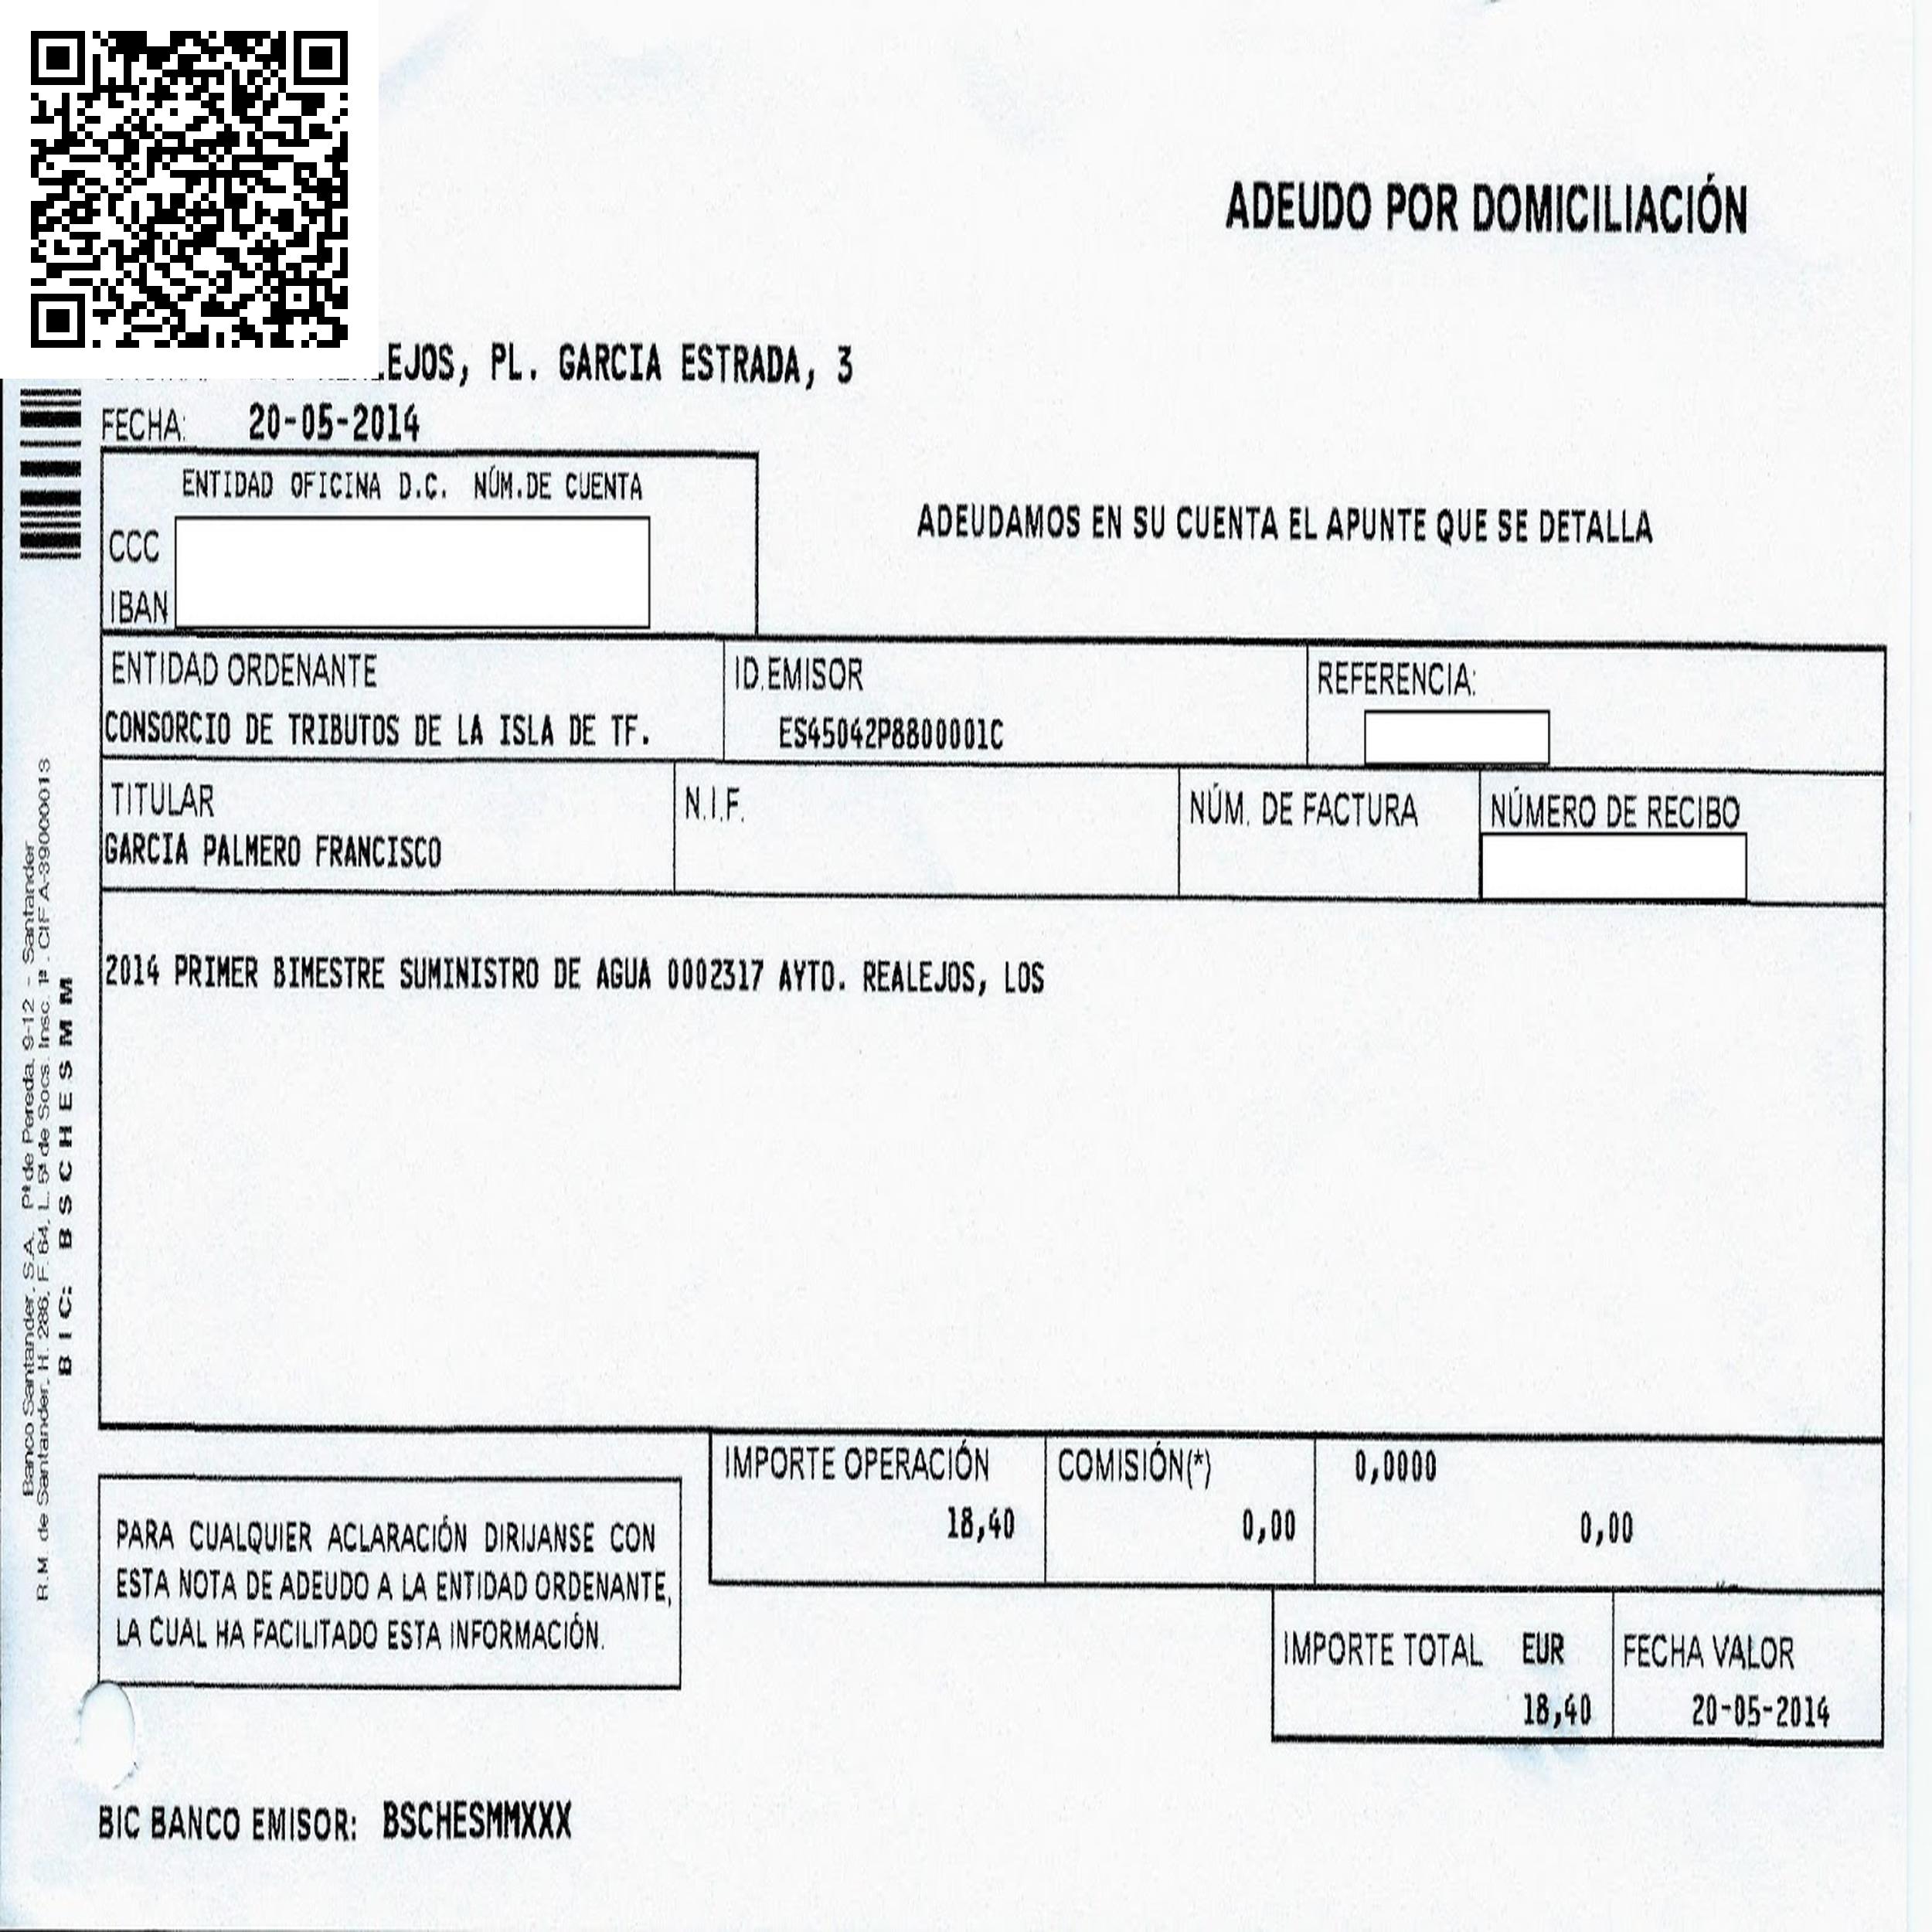 ADEUDO POR DOMICILIACIÓN
EJOS, PL. GARCIA ESTRADA, 3
FECHA: 20-05-2014
ENTIDAD OFICINA D.C. NÚM.DE CUENTA
CCC
IBAN
ADEUDAMOS EN SU CUENTA EL APUNTE QUE SE DETALLA
ENTIDAD ORDENANTE
CONSORCIO DE TRIBUTOS DE LA ISLA DE TF.
ID.EMISOR
ES45042P8800001C
REFERENCIA:
TITULAR
GARCIA PALMERO FRANCISCO
N.I.F.
NÚM. DE FACTURA
NÚMERO DE RECIBO
2014 PRIMER BIMESTRE SUMINISTRO DE AGUA 0002317 AYTO. REALEJOS, LOS
IMPORTE OPERACIÓN
18,40
COMISIÓN(*)
0,00
0,0000
0,00
PARA CUALQUIER ACLARACIÓN DIRIJANSE CON
ESTA NOTA DE ADEUDO A LA ENTIDAD ORDENANTE,
LA CUAL HA FACILITADO ESTA INFORMACIÓN.
IMPORTE TOTAL EUR
18,40
FECHA VALOR
20-05-2014
BIC BANCO EMISOR: BSCHESMMXXX
Banco Santander, S.A. Pº de Pereda, 9-12 - Santander
R.M. de Santander, H. 286, F. 64, L. 5º de Socs. Insc. 1ª. CIF A-39000013
BIC: BSCHESMM